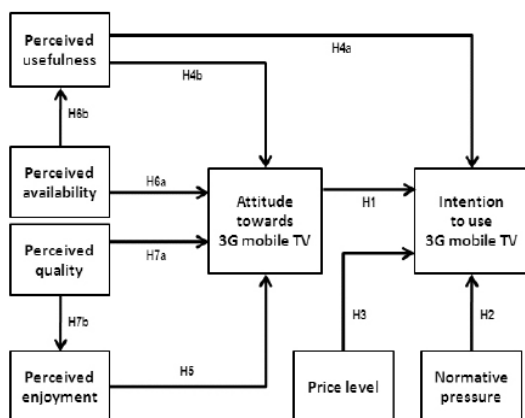 Perceived
usefulness
H4a
H4b
H6b
Perceived
availability
H6a
Attitude
towards
3G mobile TV
H1
Intention
to use
3G mobile TV
Perceived
quality
H7a
H7b
H3
H2
Perceived
enjoyment
H5
Price level
Normative
pressure